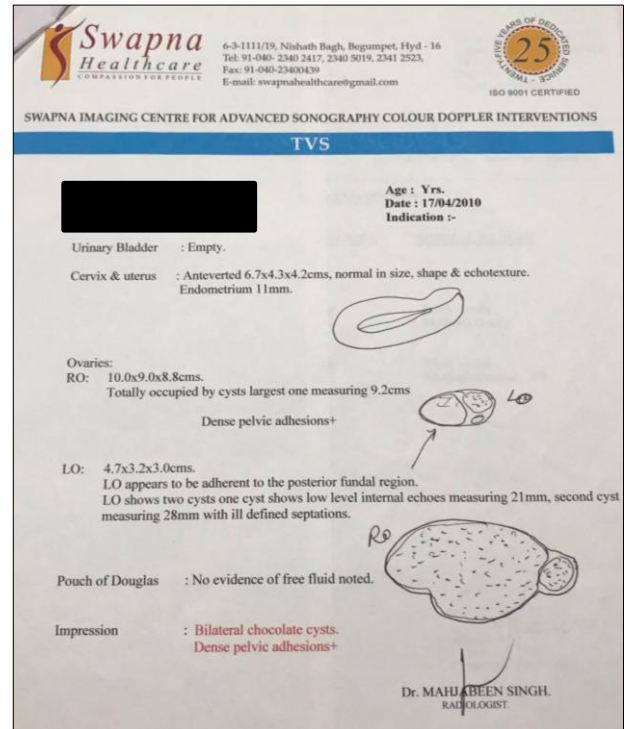 Swapna
Healthcare
COMPASSION FOR PEOPLE
6-3-1111/19, Nishath Bagh, Begumpet, Hyd - 16
Tel: 91-040- 2340 2417, 2340 5019, 2341 2523,
Fax: 91-040-23400439
E-mail: swapnahealthcare@gmail.com
TWENTY-FIVE YEARS OF DEDICATED SERVICE
25
ISO 9001 CERTIFIED
SWAPNA IMAGING CENTRE FOR ADVANCED SONOGRAPHY COLOUR DOPPLER INTERVENTIONS
TVS
Age : Yrs.
Date : 17/04/2010
Indication :-
Urinary Bladder : Empty.
Cervix & uterus : Anteverted 6.7x4.3x4.2cms, normal in size, shape & echotexture.
Endometrium 11mm.
Ovaries:
RO: 10.0x9.0x8.8cms.
Totally occupied by cysts largest one measuring 9.2cms
LO
Dense pelvic adhesions+
LO: 4.7x3.2x3.0cms.
LO appears to be adherent to the posterior fundal region.
LO shows two cysts one cyst shows low level internal echoes measuring 21mm, second cyst
measuring 28mm with ill defined septations.
RO
Pouch of Douglas : No evidence of free fluid noted.
Impression : Bilateral chocolate cysts.
Dense pelvic adhesions+
Dr. MAHJABEEN SINGH.
RADIOLOGIST.